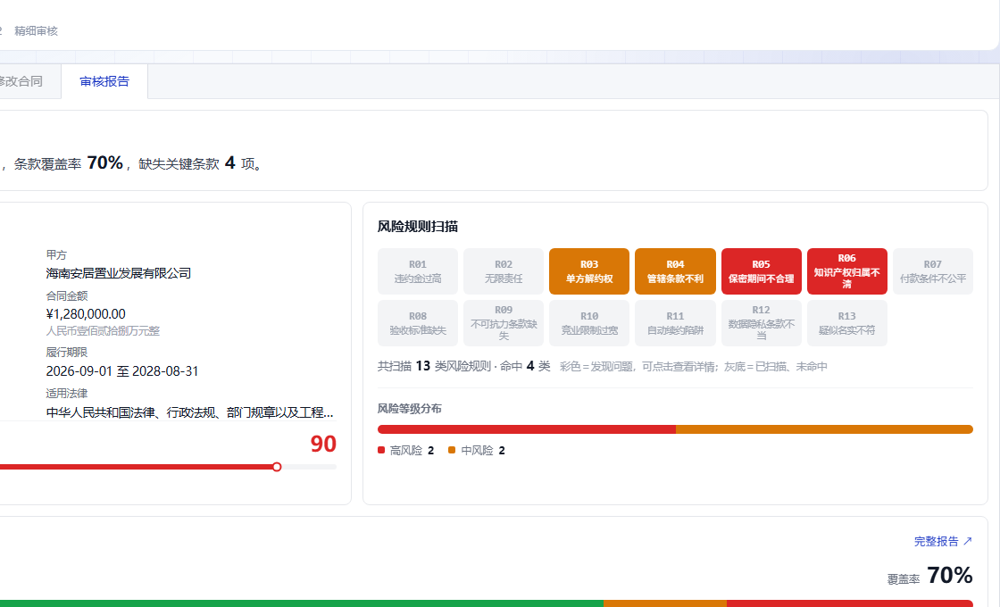 2 精细审核
修改合同
审核报告
，条款覆盖率 70%，缺失关键条款 4 项。
甲方
海南安居置业发展有限公司
合同金额
¥1,280,000.00
人民币壹佰贰拾捌万元整
履行期限
2026-09-01 至 2028-08-31
适用法律
中华人民共和国法律、行政法规、部门规章以及工程...
90
风险规则扫描
R01
违约金过高
R02
无限责任
R03
单方解约权
R04
管辖条款不利
R05
保密期间不合理
R06
知识产权归属不
清
R07
付款条件不公平
R08
验收标准缺失
R09
不可抗力条款缺
失
R10
竞业限制过宽
R11
自动续约陷阱
R12
数据隐私条款不
当
R13
疑似名实不符
共扫描 13 类风险规则 · 命中 4 类 彩色=发现问题，可点击查看详情；灰底=已扫描、未命中
风险等级分布
高风险 2 中风险 2
完整报告 ↗
覆盖率 70%